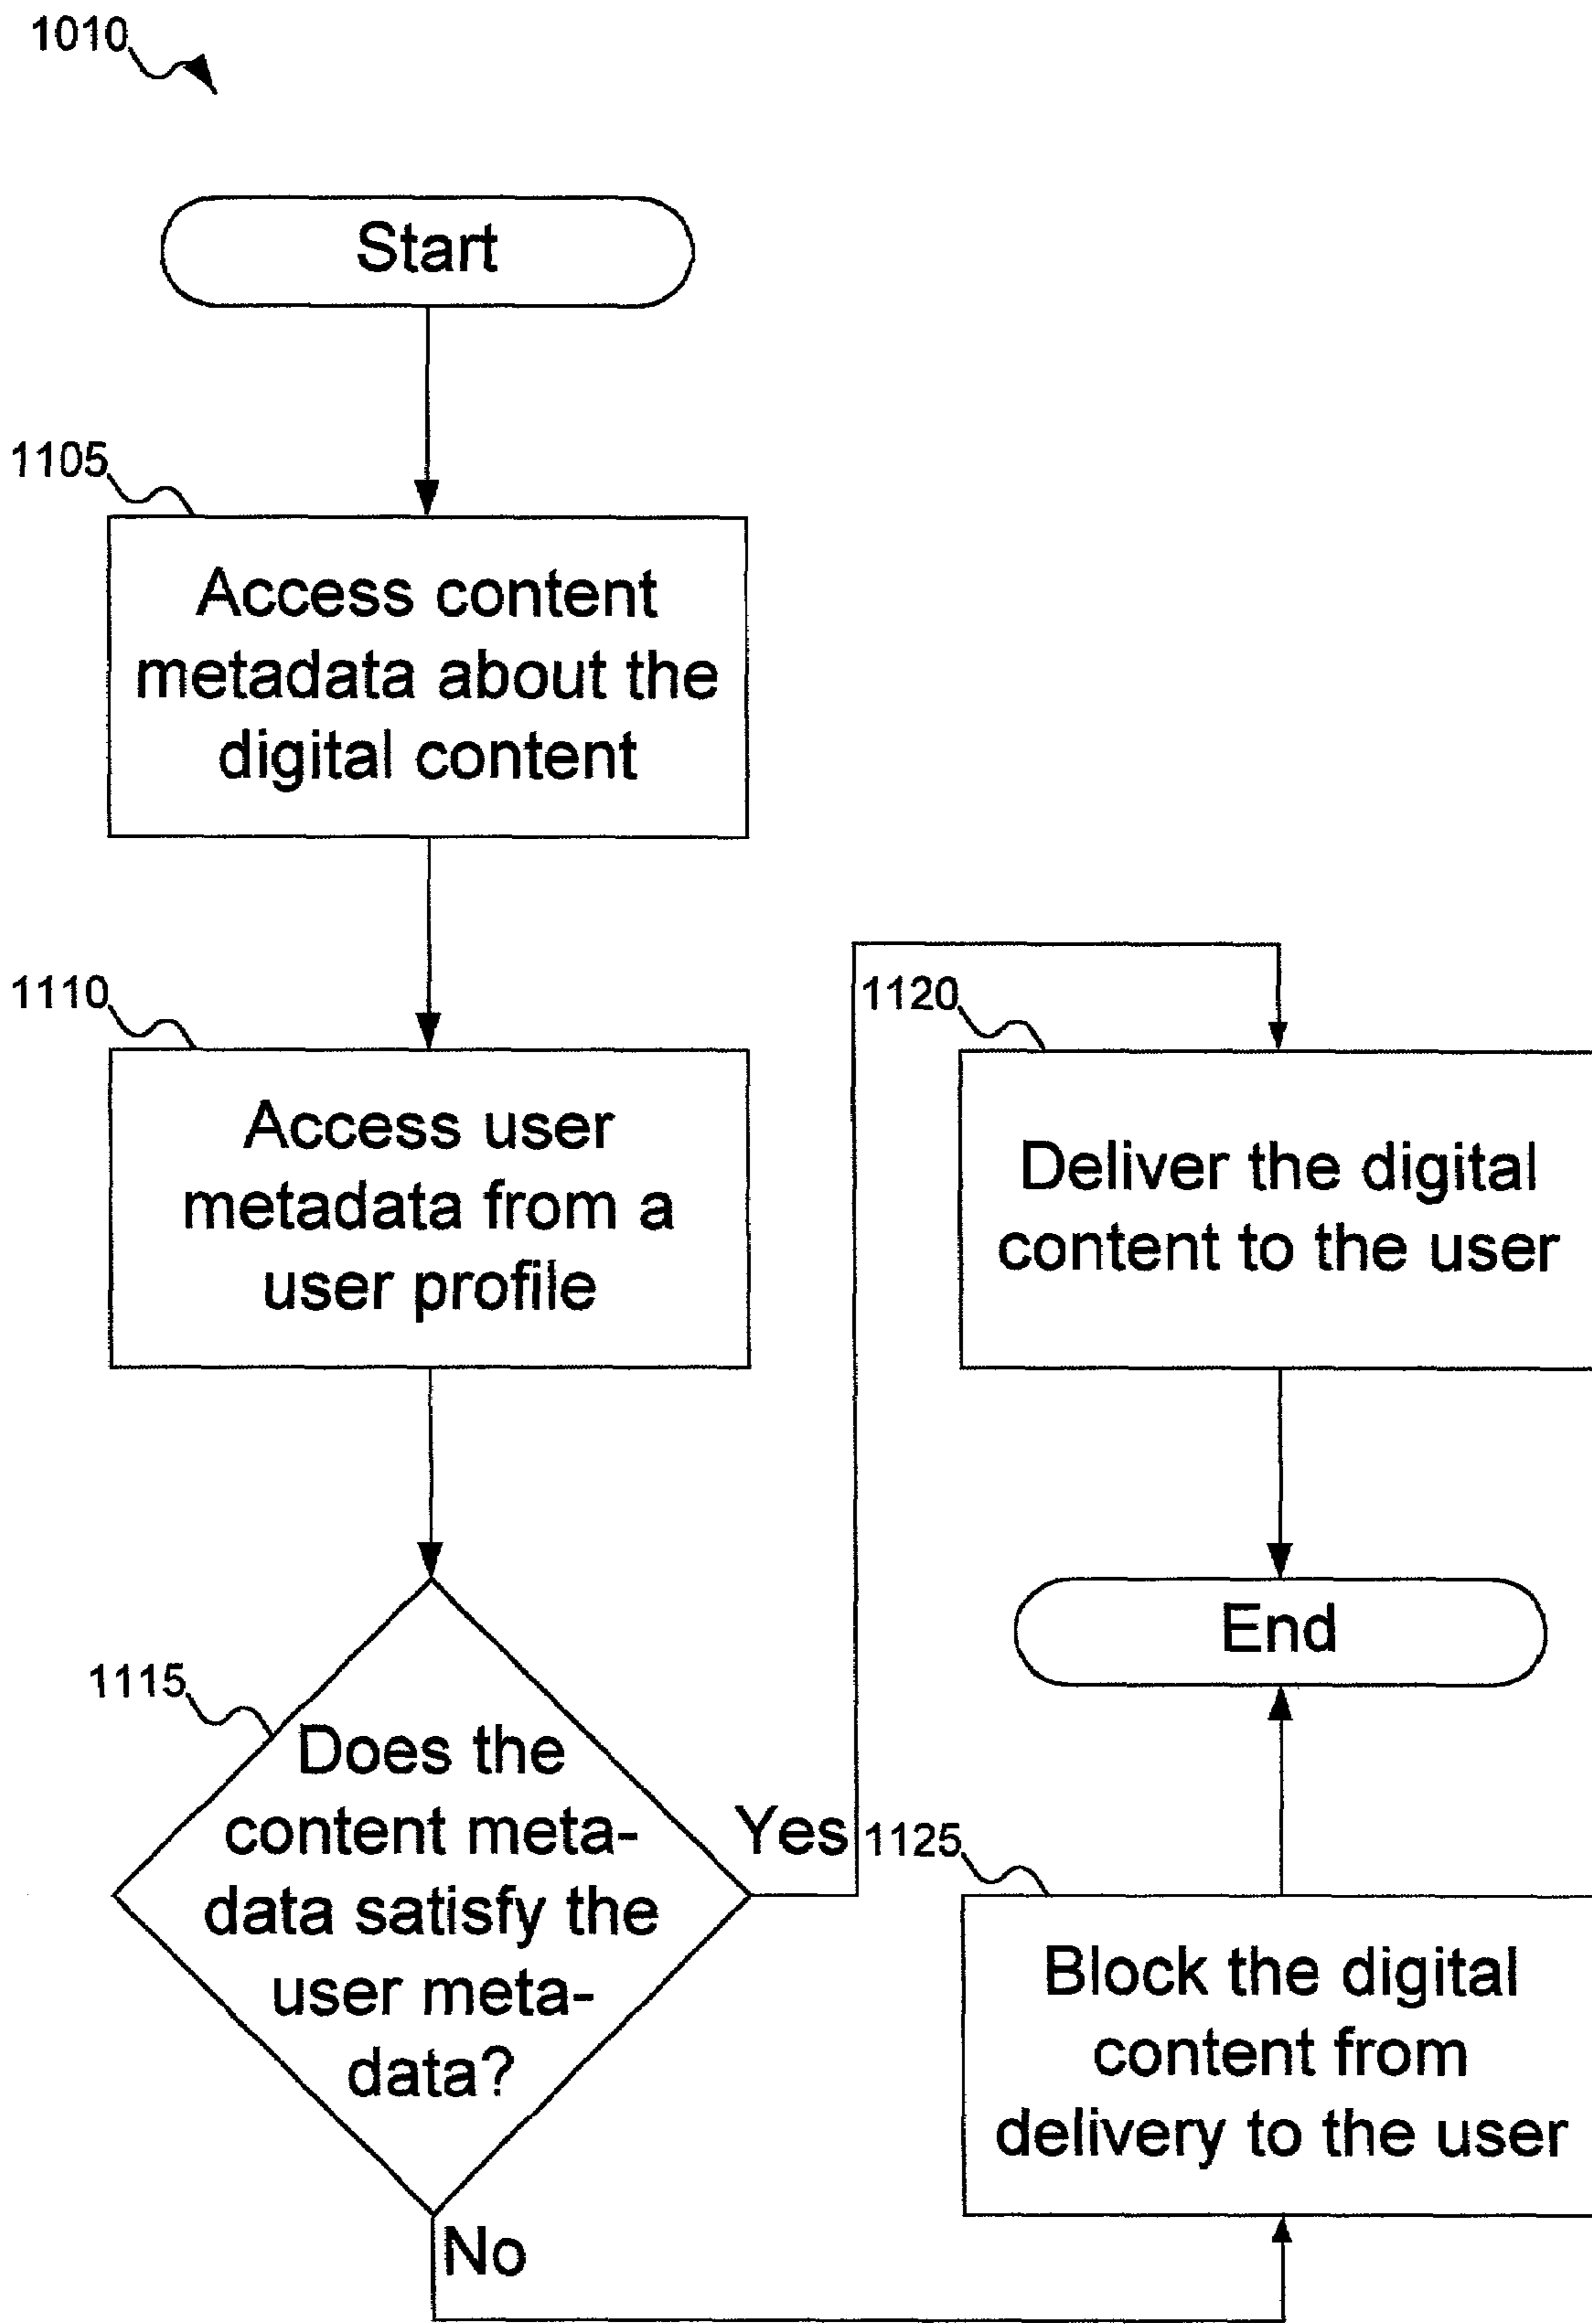 1010
Start
1105
Access content
metadata about the
digital content
1110
Access user
metadata from a
user profile
1115
Does the
content meta-
data satisfy the
user meta-
data?
Yes
No
1120
Deliver the digital
content to the user
End
1125
Block the digital
content from
delivery to the user